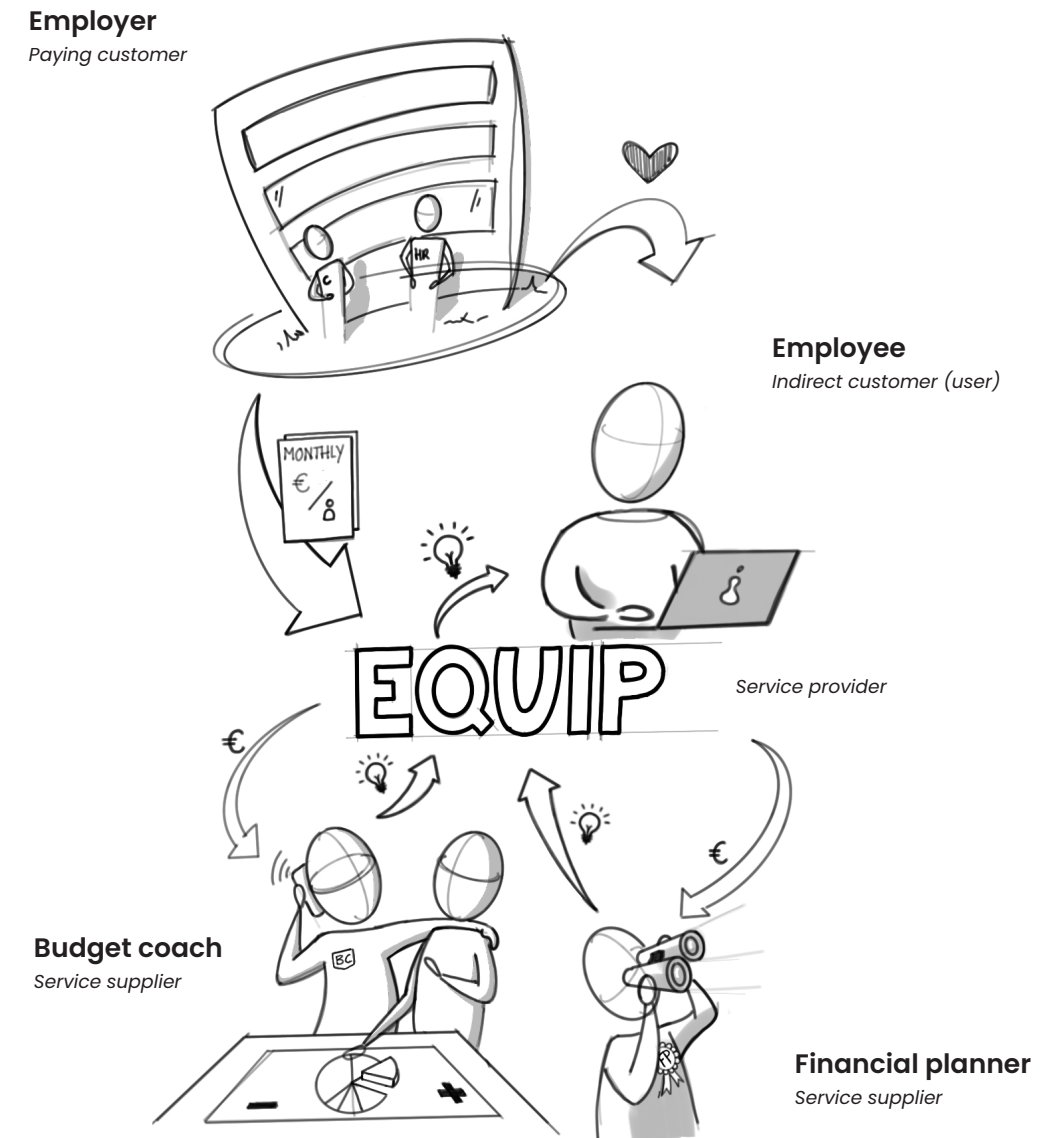 Employer
Paying customer
C
HR
Employee
Indirect customer (user)
MONTHLY
€ /
EQUIP
Service provider
€
€
Budget coach
Service supplier
BC
FP
Financial planner
Service supplier